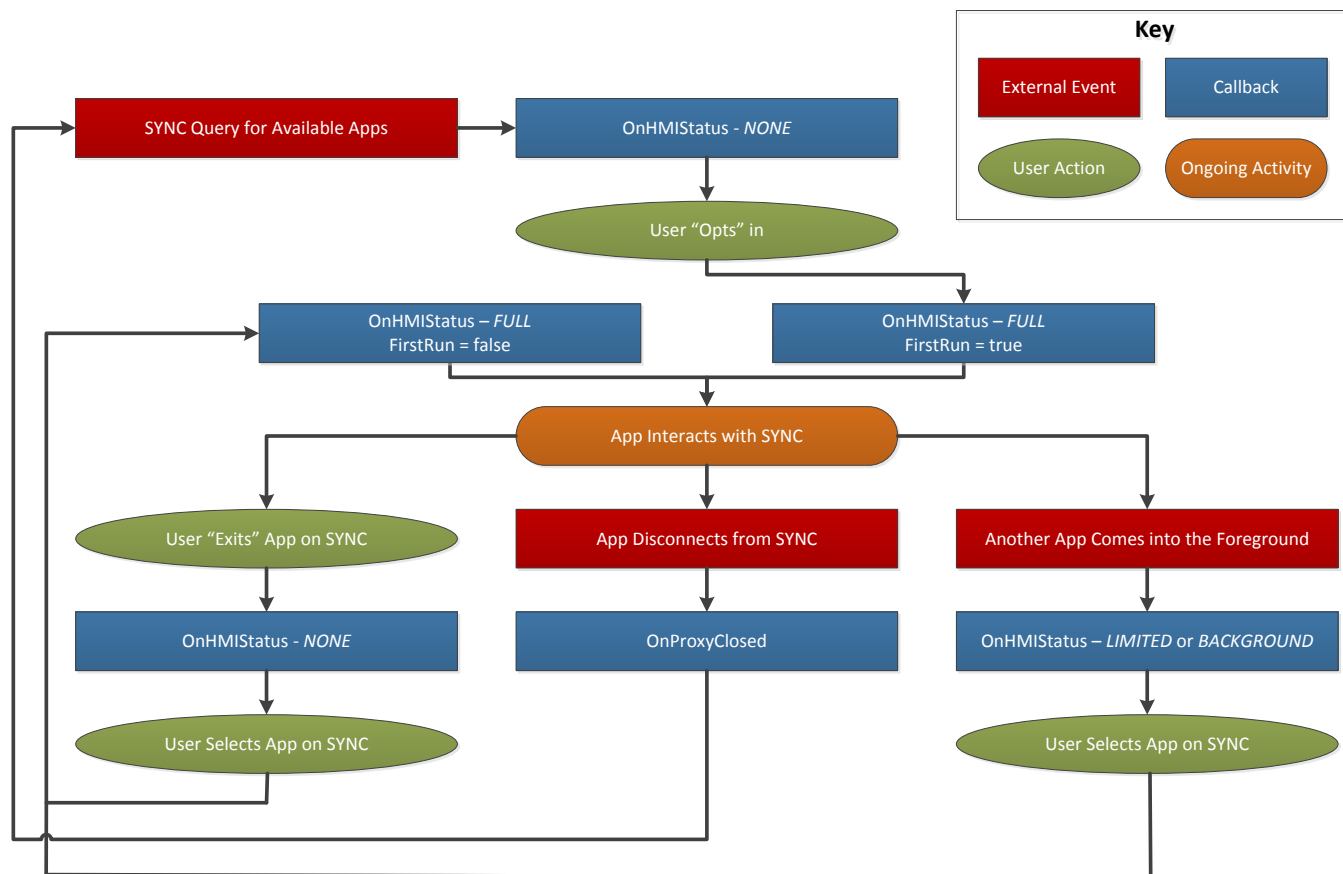 Key
External Event
Callback
User Action
Ongoing Activity
SYNC Query for Available Apps
OnHMIStatus - NONE
User “Opts” in
OnHMIStatus – FULL
FirstRun = false
OnHMIStatus – FULL
FirstRun = true
App Interacts with SYNC
User “Exits” App on SYNC
App Disconnects from SYNC
Another App Comes into the Foreground
OnHMIStatus - NONE
OnProxyClosed
OnHMIStatus – LIMITED or BACKGROUND
User Selects App on SYNC
User Selects App on SYNC